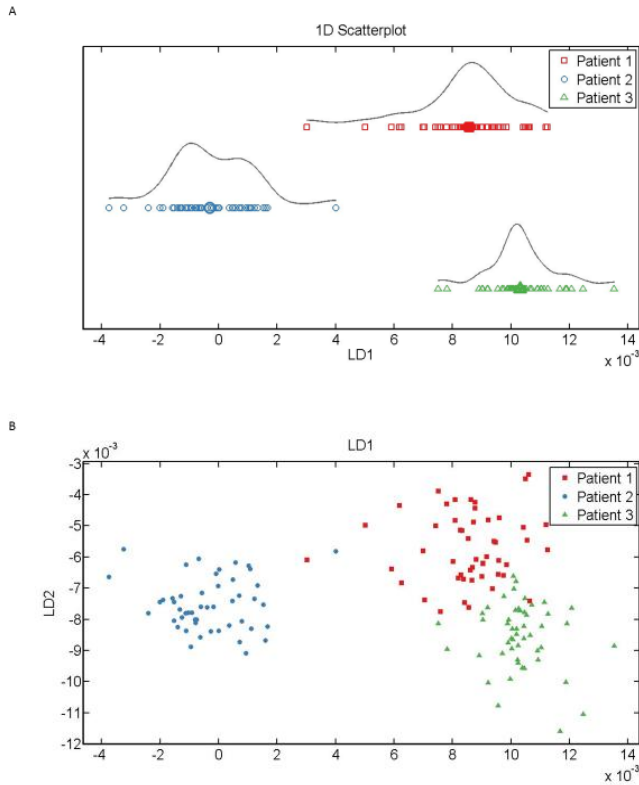 A
1D Scatterplot
Patient 1
Patient 2
Patient 3
-4 -2 0 2 4 6 8 10 12 14
LD1
x 10⁻³
B
x 10⁻³
LD1
-3
-4
-5
-6
-7
-8
-9
-10
-11
-12
LD2
Patient 1
Patient 2
Patient 3
-4 -2 0 2 4 6 8 10 12 14
x 10⁻³